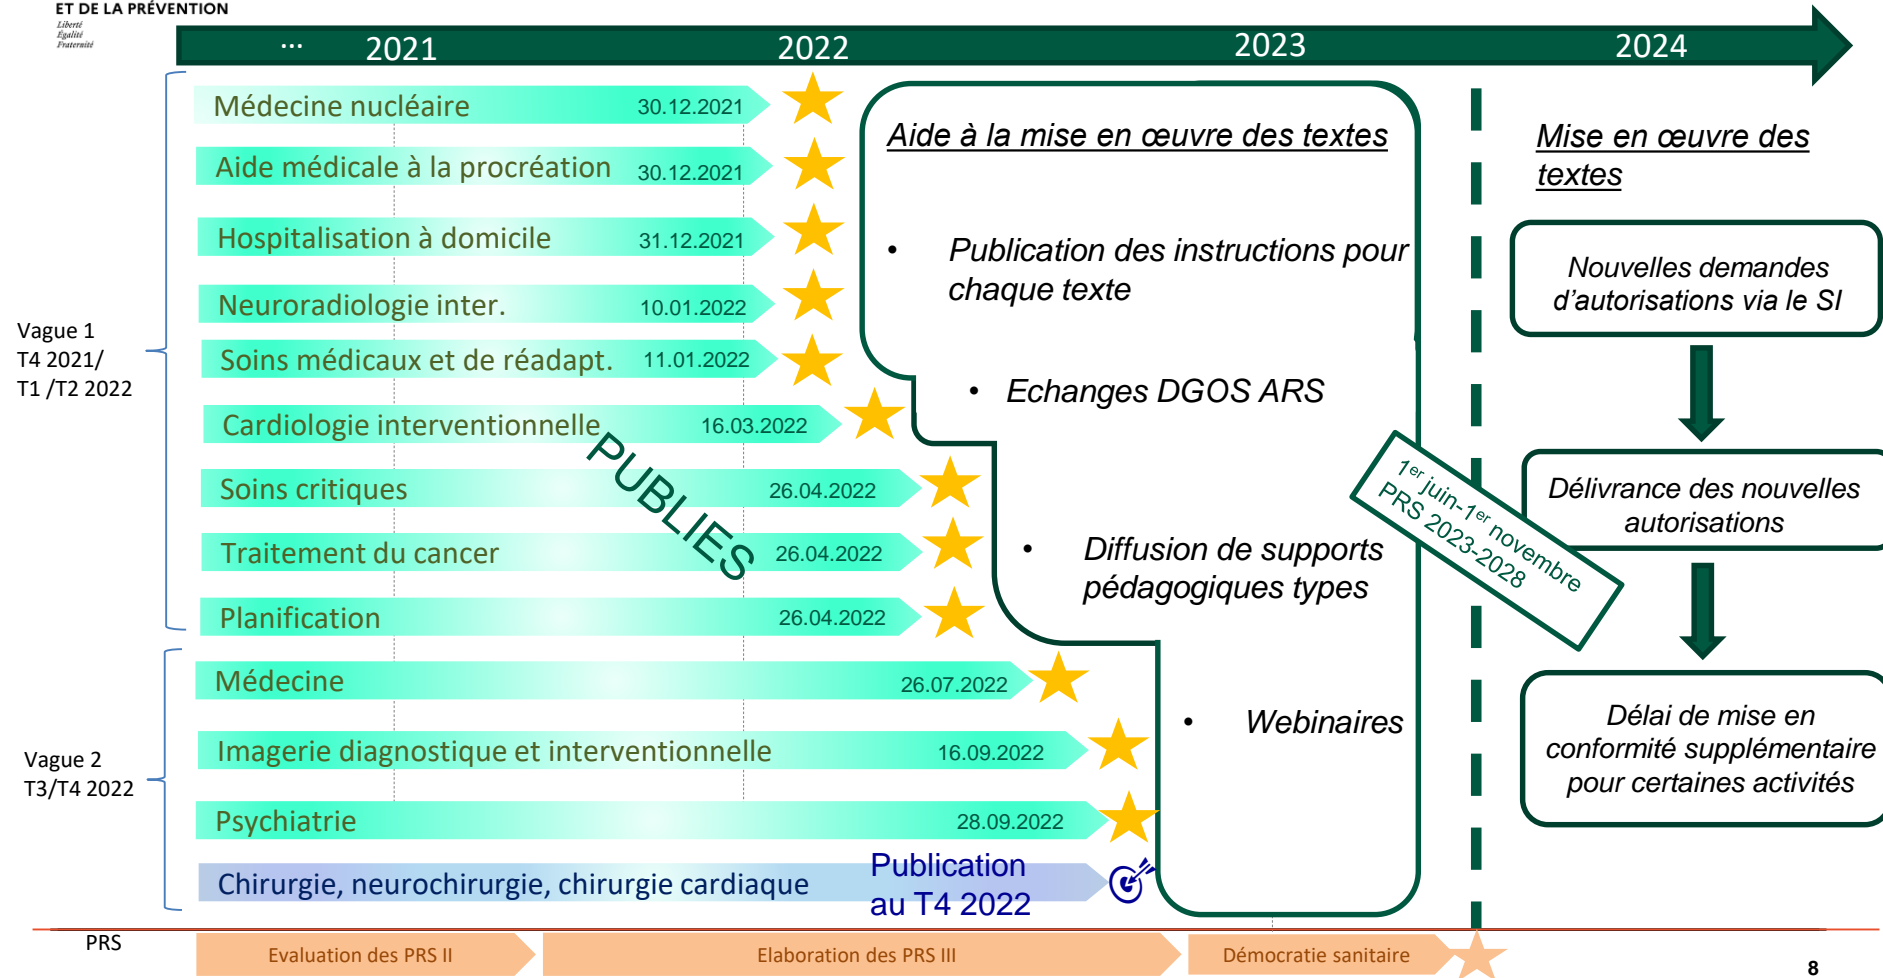 ET DE LA PRÉVENTION
Liberté
Égalité
Fraternité
... 2021 2022 2023 2024
Vague 1
T4 2021/
T1 /T2 2022
Médecine nucléaire 30.12.2021
Aide médicale à la procréation 30.12.2021
Hospitalisation à domicile 31.12.2021
Neuroradiologie inter. 10.01.2022
Soins médicaux et de réadapt. 11.01.2022
Cardiologie interventionnelle 16.03.2022
Soins critiques 26.04.2022
Traitement du cancer 26.04.2022
Planification 26.04.2022
PUBLIES
Vague 2
T3/T4 2022
Médecine 26.07.2022
Imagerie diagnostique et interventionnelle 16.09.2022
Psychiatrie 28.09.2022
Chirurgie, neurochirurgie, chirurgie cardiaque
Publication
au T4 2022
Aide à la mise en œuvre des textes
• Publication des instructions pour
chaque texte
• Echanges DGOS ARS
• Diffusion de supports
pédagogiques types
• Webinaires
1er juin-1er novembre
PRS 2023-2028
Mise en œuvre des
textes
Nouvelles demandes
d'autorisations via le SI
Délivrance des nouvelles
autorisations
Délai de mise en
conformité supplémentaire
pour certaines activités
PRS
Evaluation des PRS II
Elaboration des PRS III
Démocratie sanitaire
8